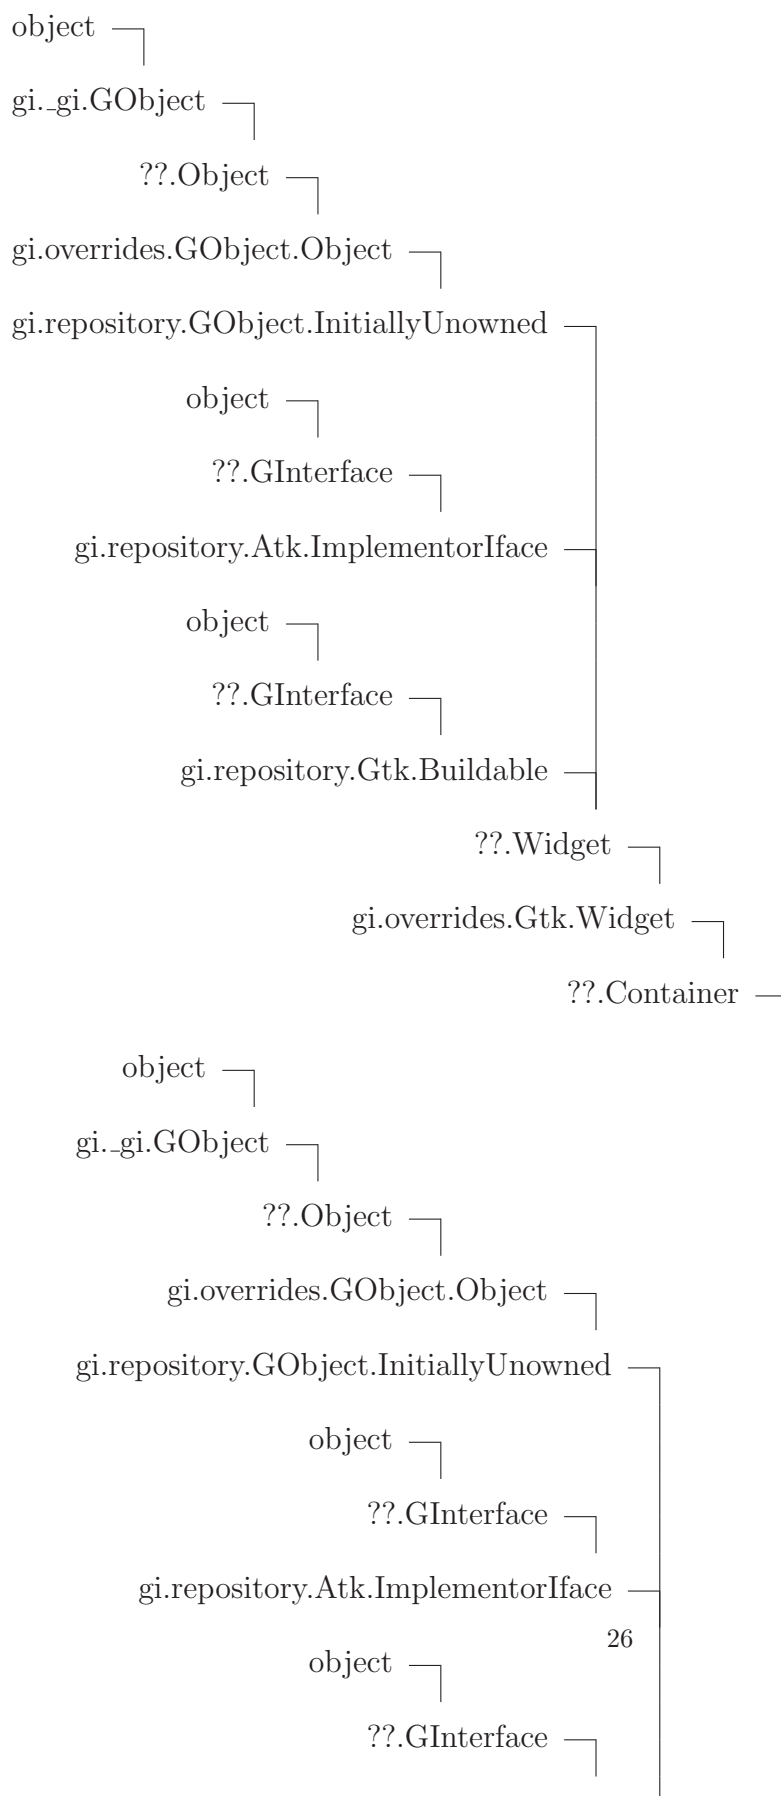 object
gi._gi.GObject
??.Object
gi.overrides.GObject.Object
gi.repository.GObject.InitiallyUnowned
object
??.GInterface
gi.repository.Atk.ImplementorIface
object
??.GInterface
gi.repository.Gtk.Buildable
??.Widget
gi.overrides.Gtk.Widget
??.Container
object
gi._gi.GObject
??.Object
gi.overrides.GObject.Object
gi.repository.GObject.InitiallyUnowned
object
??.GInterface
gi.repository.Atk.ImplementorIface
26
object
??.GInterface